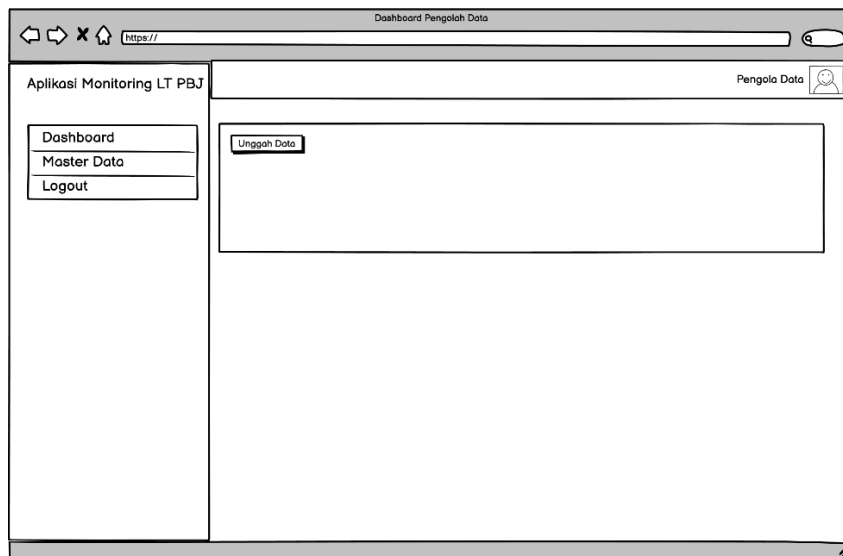 Dashboard Pengolah Data
https://
Aplikasi Monitoring LT PBJ
Pengola Data
Dashboard
Master Data
Logout
Unggah Data